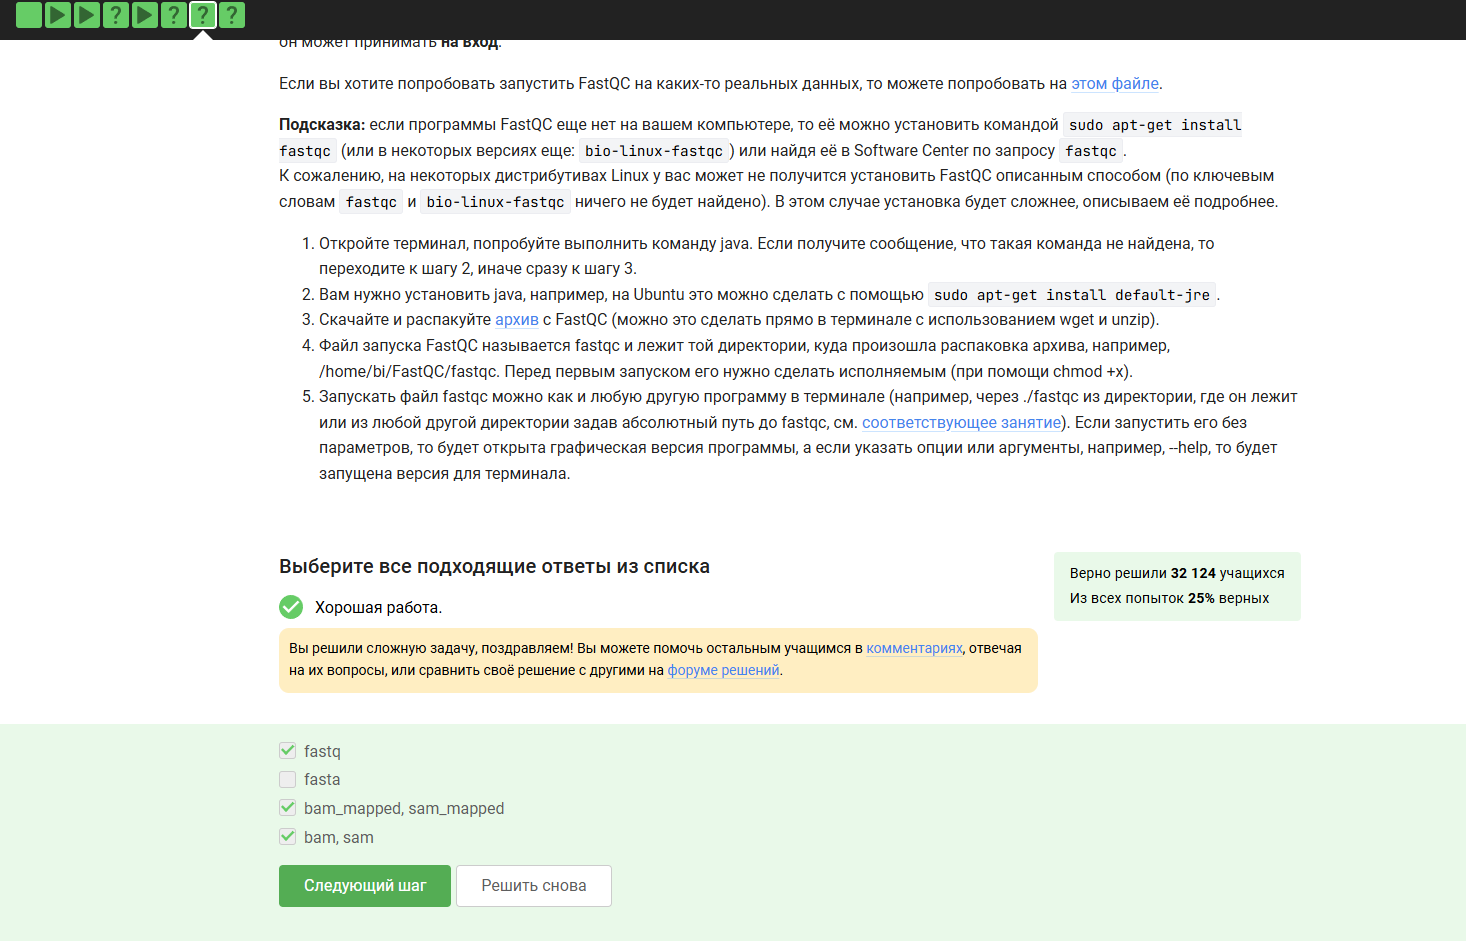 он может принимать на вход.
Если вы хотите попробовать запустить FastQC на каких-то реальных данных, то можете попробовать на этом файле.
Подсказка: если программы FastQC еще нет на вашем компьютере, то её можно установить командой sudo apt-get install
fastqc (или в некоторых версиях еще: bio-linux-fastqc) или найдя её в Software Center по запросу fastqc.
К сожалению, на некоторых дистрибутивах Linux у вас может не получится установить FastQC описанным способом (по ключевым
словам fastqc и bio-linux-fastqc ничего не будет найдено). В этом случае установка будет сложнее, описываем её подробнее.
1. Откройте терминал, попробуйте выполнить команду java. Если получите сообщение, что такая команда не найдена, то
переходите к шагу 2, иначе сразу к шагу 3.
2. Вам нужно установить java, например, на Ubuntu это можно сделать с помощью sudo apt-get install default-jre.
3. Скачайте и распакуйте архив с FastQC (можно это сделать прямо в терминале с использованием wget и unzip).
4. Файл запуска FastQC называется fastqc и лежит той директории, куда произошла распаковка архива, например,
/home/bi/FastQC/fastqc. Перед первым запуском его нужно сделать исполняемым (при помощи chmod +x).
5. Запускать файл fastqc можно как и любую другую программу в терминале (например, через ./fastqc из директории, где он лежит
или из любой другой директории задав абсолютный путь до fastqc, см. соответствующее занятие). Если запустить его без
параметров, то будет открыта графическая версия программы, а если указать опции или аргументы, например, --help, то будет
запущена версия для терминала.
Выберите все подходящие ответы из списка
Верно решили 32 124 учащихся
Из всех попыток 25% верных
Хорошая работа.
Вы решили сложную задачу, поздравляем! Вы можете помочь остальным учащимся в комментариях, отвечая
на их вопросы, или сравнить своё решение с другими на форуме решений.
fastq
fasta
bam_mapped, sam_mapped
bam, sam
Следующий шаг
Решить снова